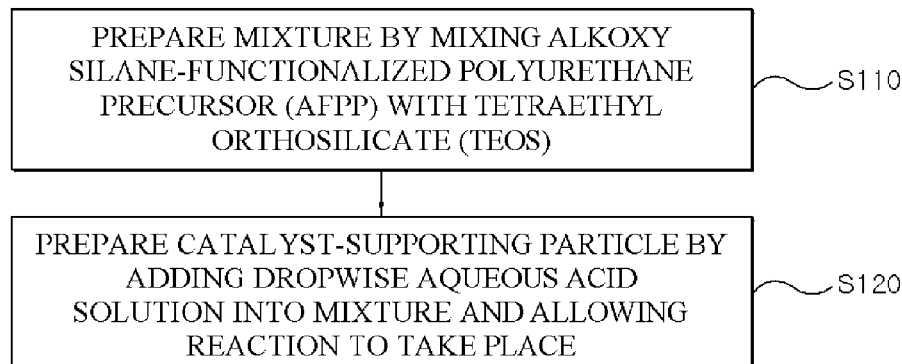 PREPARE MIXTURE BY MIXING ALKOXY
SILANE-FUNCTIONALIZED POLYURETHANE
PRECURSOR (AFPP) WITH TETRAETHYL
ORTHOSILICATE (TEOS)
S110
PREPARE CATALYST-SUPPORTING PARTICLE BY
ADDING DROPWISE AQUEOUS ACID
SOLUTION INTO MIXTURE AND ALLOWING
REACTION TO TAKE PLACE
S120